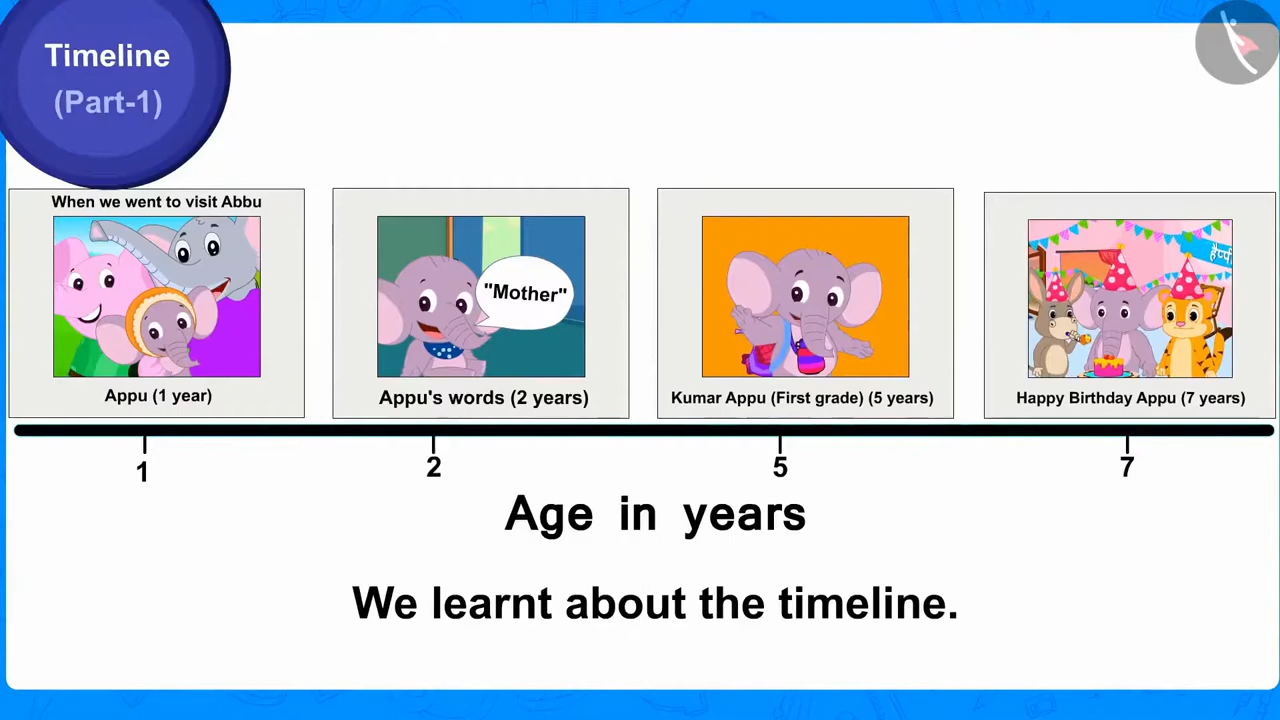 Timeline
(Part-1)
When we went to visit Abbu
"Mother"
हैप्पी
Appu (1 year)
Appu's words (2 years)
Kumar Appu (First grade) (5 years)
Happy Birthday Appu (7 years)
1
2
5
7
Age in years
We learnt about the timeline.